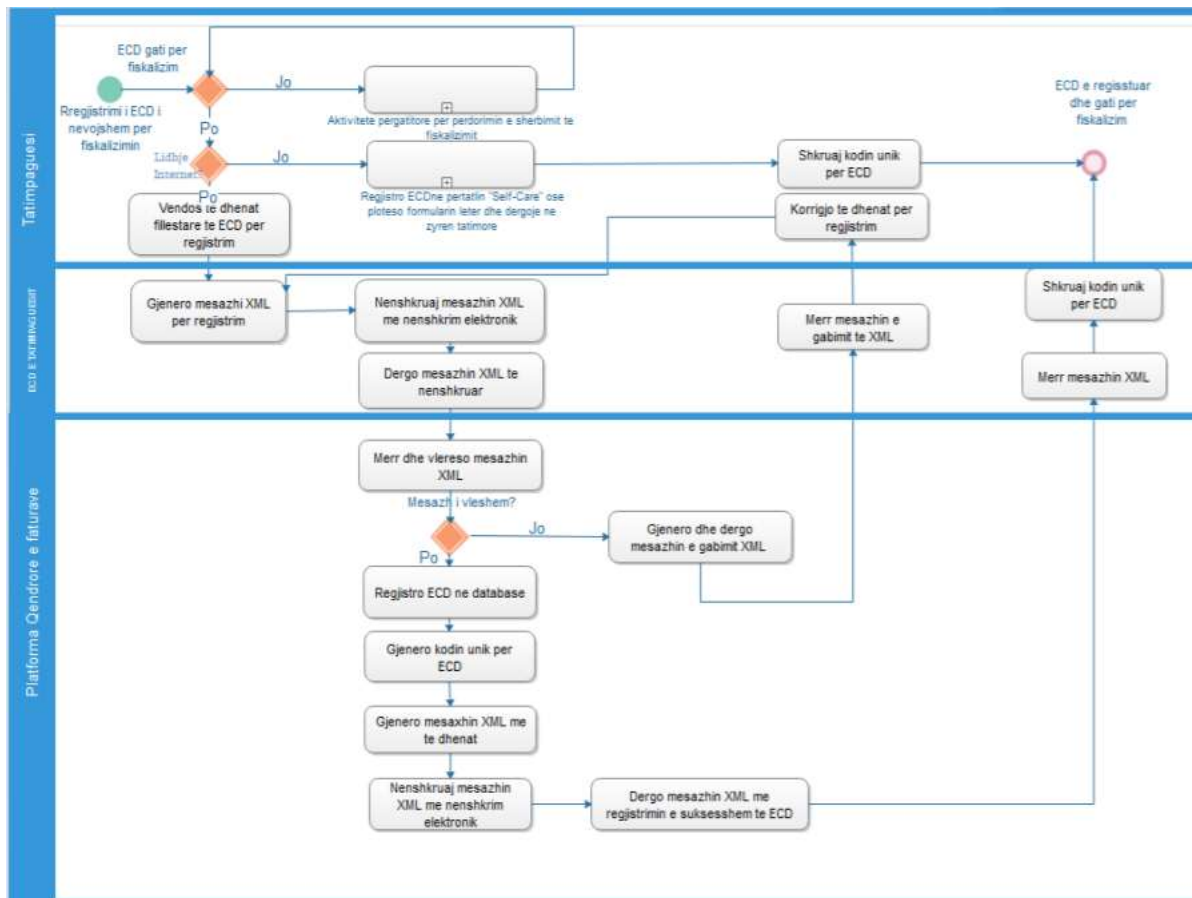 Tatimpaguesi
ECD gati per
fiskalizim
Rregjistrimi i ECD i
nevojshem per
fiskalizimin
Jo
Aktivitete pergatitore per perdorimin e sherbimit te
fiskalizimit
Po
Lidhje
Internet
Jo
Regjistro ECDne pertatlin "Self-Care" ose
ploteso formularin leter dhe dergoje ne
zyren tatimore
Po
Vendos te dhenat
fillestare te ECD per
regjistrim
Shkruaj kodin unik
per ECD
Korrigjo te dhenat per
regjistrim
ECD e regisstuar
dhe gati per
fiskalizim
ECD E TATIMPAGUESIT
Gjenero mesazhi XML
per regjistrim
Nenshkruaj mesazhin XML
me nenshkrim elektronik
Dergo mesazhin XML te
nenshkruar
Merr mesazhin e
gabimit te XML
Shkruaj kodin unik
per ECD
Merr mesazhin XML
Platforma Qendrore e faturave
Merr dhe vlereso mesazhin
XML
Mesazh i vleshem?
Jo
Gjenero dhe dergo
mesazhin e gabimit XML
Po
Regjistro ECD ne database
Gjenero kodin unik per
ECD
Gjenero mesaxhin XML me
te dhenat
Nenshkruaj mesazhin
XML me nenshkrim
elektronik
Dergo mesazhin XML me
regjistrimin e suksesshem te ECD